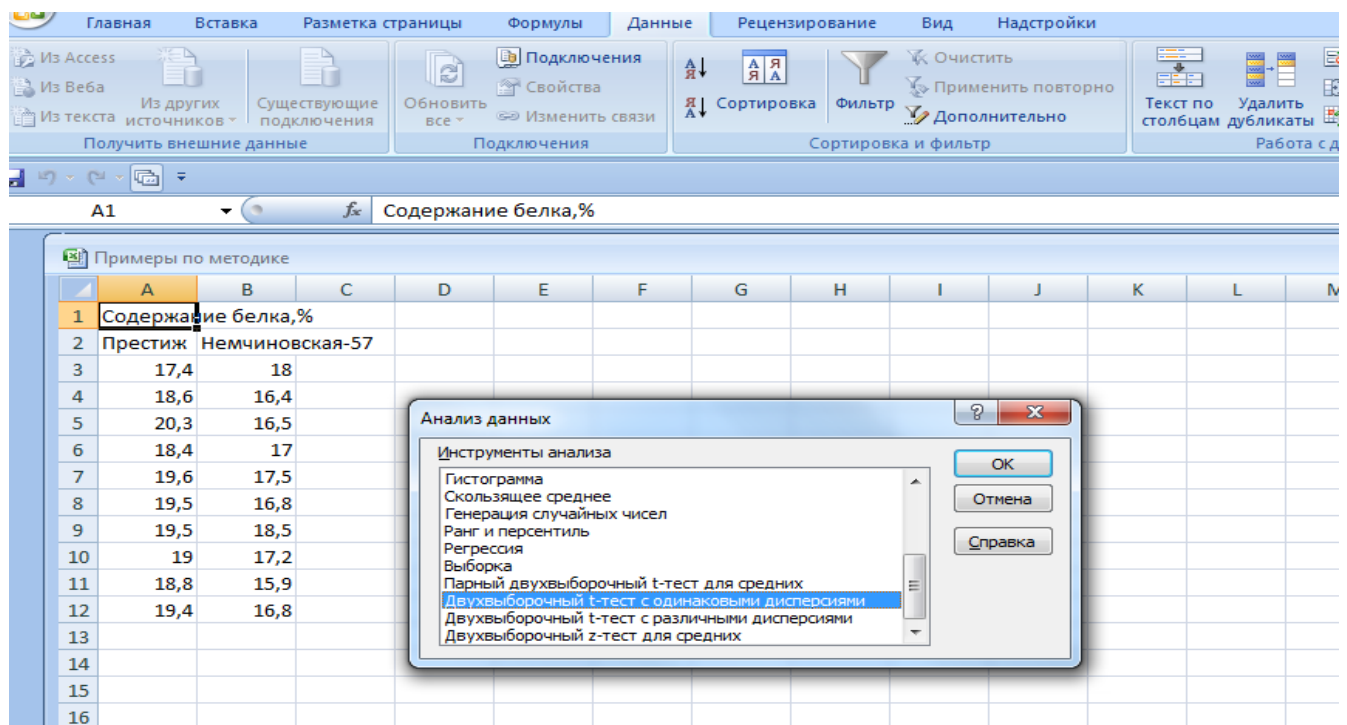 Главная Вставка Разметка страницы Формулы Данные Рецензирование Вид Надстройки
Из Access
Из Веба
Из текста
Из других источников
Существующие подключения
Получить внешние данные
Обновить все
Подключения
Свойства
Изменить связи
Подключения
А Я
Я А
А Я
Я А
Сортировка
Фильтр
Очистить
Применить повторно
Дополнительно
Сортировка и фильтр
Текст по столбцам
Удалить дубликаты
Работа с д
A1 fx Содержание белка,%
Примеры по методике
A B C D E F G H I J K L M
1 Содержание белка,%
2 Престиж Немчиновская-57
3 17,4 18
4 18,6 16,4
5 20,3 16,5
6 18,4 17
7 19,6 17,5
8 19,5 16,8
9 19,5 18,5
10 19 17,2
11 18,8 15,9
12 19,4 16,8
13
14
15
16
Анализ данных
Инструменты анализа
Гистограмма
Скользящее среднее
Генерация случайных чисел
Ранг и персентиль
Регрессия
Выборка
Парный двухвыборочный t-тест для средних
Двухвыборочный t-тест с одинаковыми дисперсиями
Двухвыборочный t-тест с различными дисперсиями
Двухвыборочный z-тест для средних
ОК
Отмена
Справка